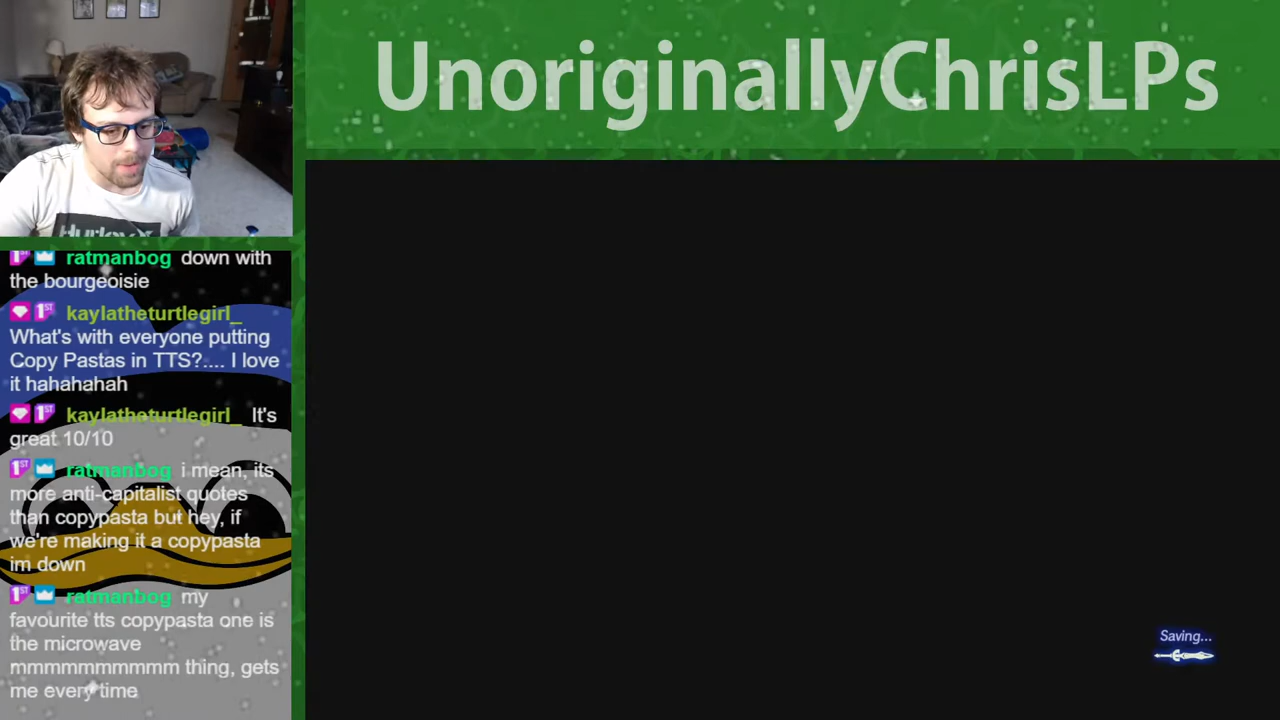 UnoriginallyChrisLPs
ratmanbog down with
the bourgeoisie
kaylatheturtlegirl_
What's with everyone putting
Copy Pastas in TTS?.... I love
it hahahahah
kaylatheturtlegirl_ It's
great 10/10
ratmanbog i mean, its
more anti-capitalist quotes
than copypasta but hey, if
we're making it a copypasta
im down
ratmanbog my
favourite tts copypasta one is
the microwave
mmmmmmmmmm thing, gets
me every time
Saving...